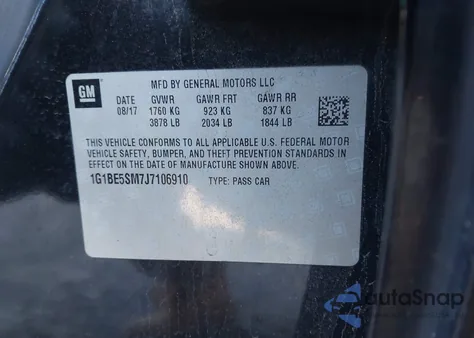 GM
MFD BY GENERAL MOTORS LLC
DATE GVWR GAWR FRT GAWR RR
08/17 1760 KG 923 KG 837 KG
3878 LB 2034 LB 1844 LB
THIS VEHICLE CONFORMS TO ALL APPLICABLE U.S. FEDERAL MOTOR
VEHICLE SAFETY, BUMPER, AND THEFT PREVENTION STANDARDS IN
EFFECT ON THE DATE OF MANUFACTURE SHOWN ABOVE.
1G1BE5SM7J7106910 TYPE: PASS CAR
autoSnap